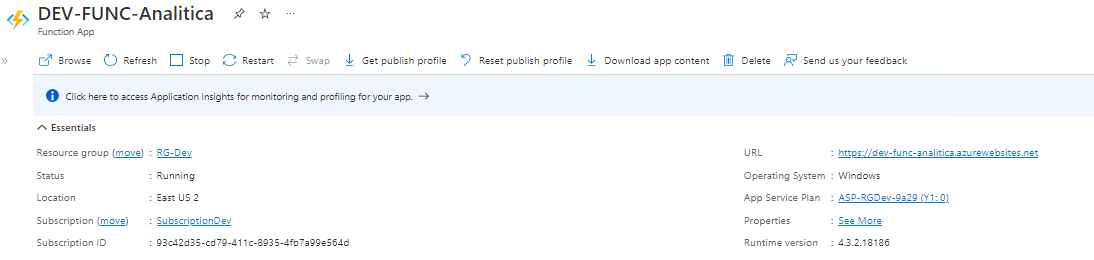 DEV-FUNC-Analitica
Function App
Browse Refresh Stop Restart Swap Get publish profile Reset publish profile Download app content Delete Send us your feedback
Click here to access Application Insights for monitoring and profiling for your app.
Essentials
Resource group (move) : RG-Dev
Status : Running
Location : East US 2
Subscription (move) : SubscriptionDev
Subscription ID : 93c42d35-cd79-411c-8935-4fb7a99e564d
URL : https://dev-func-analitica.azurewebsites.net
Operating System : Windows
App Service Plan : ASP-RGDev-9a29 (Y1: 0)
Properties : See More
Runtime version : 4.3.2.18186